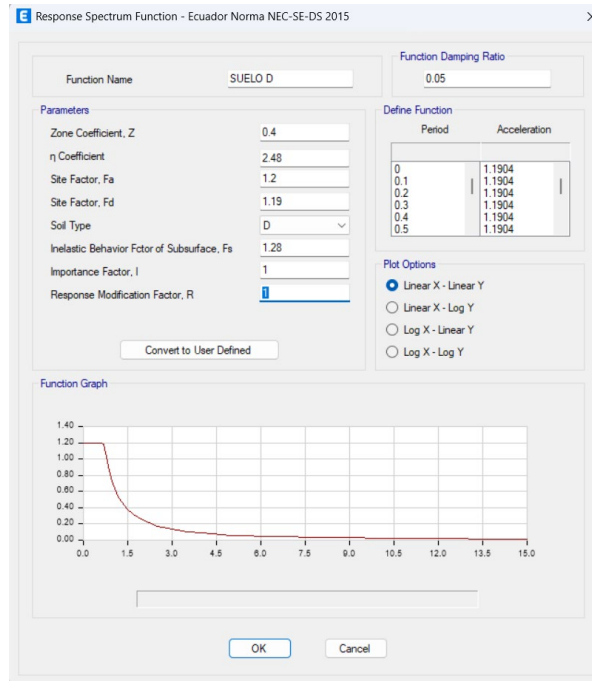 E Response Spectrum Function - Ecuador Norma NEC-SE-DS 2015
Function Name SUELO D
Function Damping Ratio
0.05
Parameters
Zone Coefficient, Z 0.4
η Coefficient 2.48
Site Factor, Fa 1.2
Site Factor, Fd 1.19
Soil Type D
Inelastic Behavior Fctor of Subsurface, Fs 1.28
Importance Factor, I 1
Response Modification Factor, R 1
Convert to User Defined
Define Function
Period Acceleration
0 1.1904
0.1 1.1904
0.2 1.1904
0.3 1.1904
0.4 1.1904
0.5 1.1904
Plot Options
Linear X - Linear Y
Linear X - Log Y
Log X - Linear Y
Log X - Log Y
Function Graph
1.40
1.20
1.00
0.80
0.60
0.40
0.20
0.00
0.0 1.5 3.0 4.5 6.0 7.5 9.0 10.5 12.0 13.5 15.0
OK Cancel